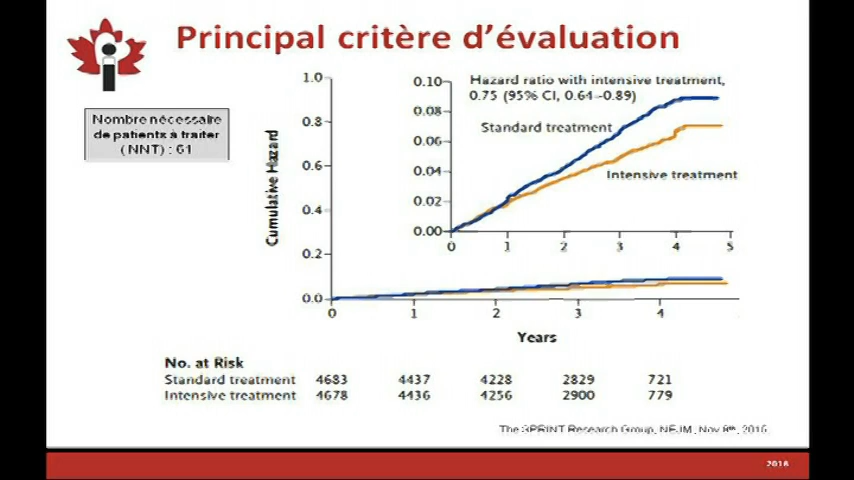 Principal critère d'évaluation
Nombre nécessaire
de patients à traiter
(NNT) : 61
Cumulative Hazard
1.0
0.8
0.6
0.4
0.2
0.0
0
1
2
3
4
Years
0.10
0.08
0.06
0.04
0.02
0.00
0
1
2
3
4
5
Hazard ratio with intensive treatment,
0.75 (95% CI, 0.64–0.89)
Standard treatment
Intensive treatment
No. at Risk
Standard treatment 4683 4437 4228 2829 721
Intensive treatment 4678 4436 4256 2900 779
The SPRINT Research Group, NEJM, Nov 9th, 2015
2016